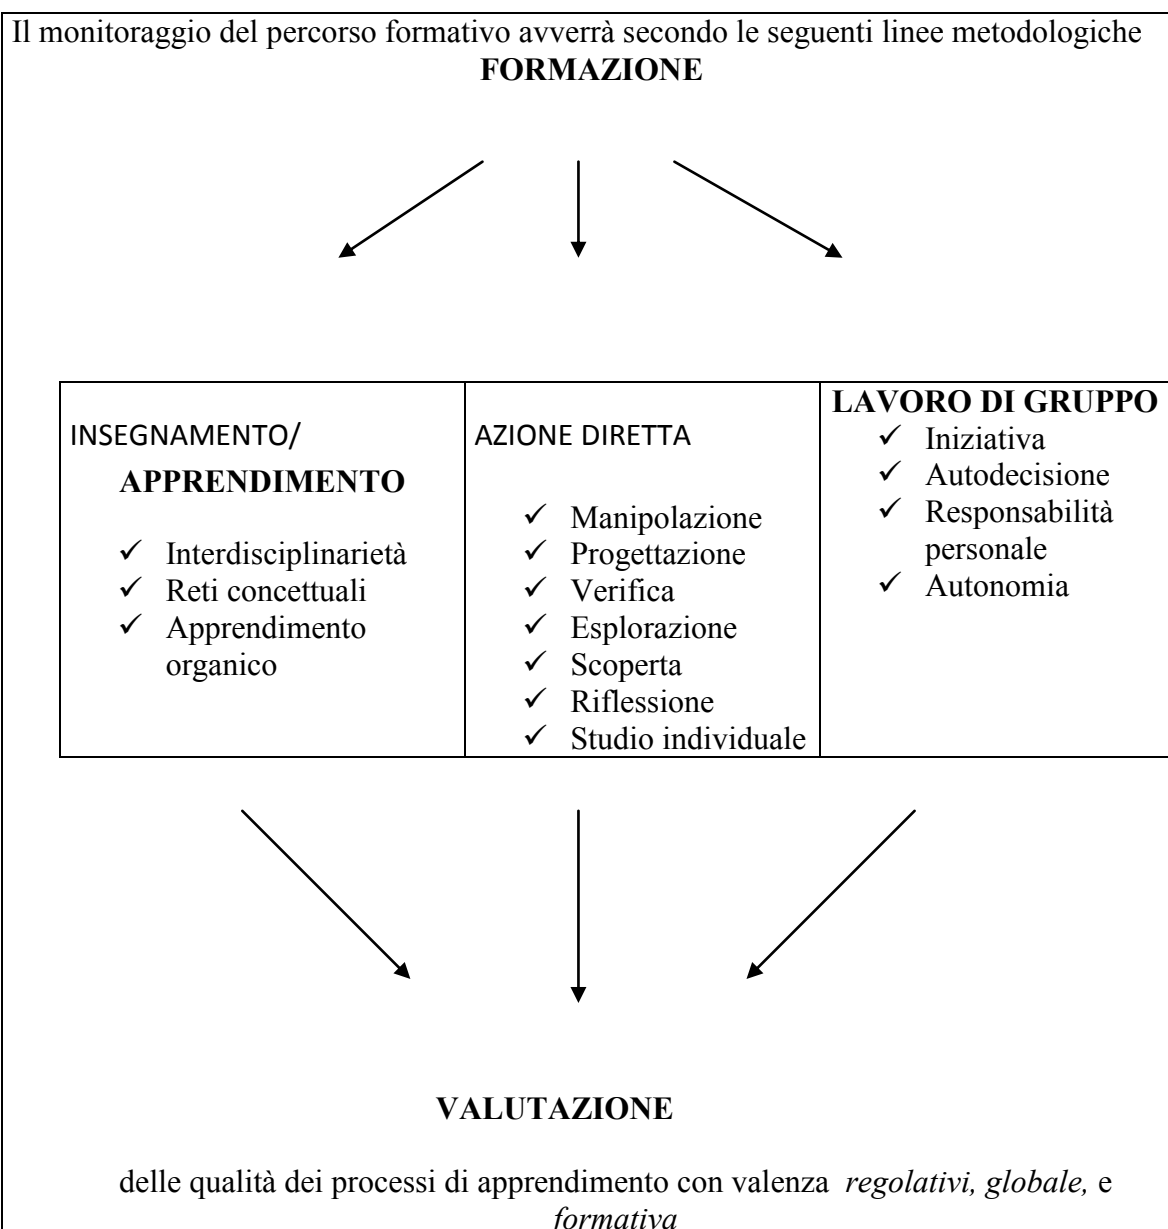 Il monitoraggio del percorso formativo avverrà secondo le seguenti linee metodologiche
FORMAZIONE
INSEGNAMENTO/
APPRENDIMENTO
✓ Interdisciplinarietà
✓ Reti concettuali
✓ Apprendimento
organico
AZIONE DIRETTA
✓ Manipolazione
✓ Progettazione
✓ Verifica
✓ Esplorazione
✓ Scoperta
✓ Riflessione
✓ Studio individuale
LAVORO DI GRUPPO
✓ Iniziativa
✓ Autodecisione
✓ Responsabilità
personale
✓ Autonomia
VALUTAZIONE
delle qualità dei processi di apprendimento con valenza regolativi, globale, e
formativa